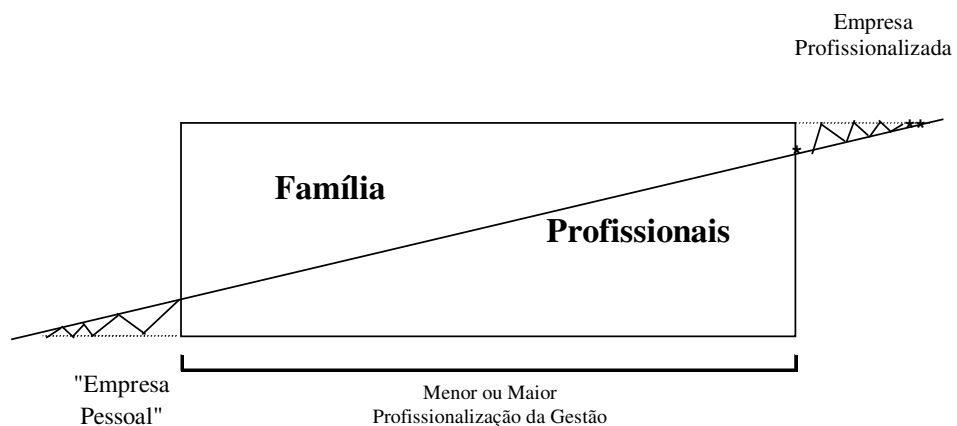 Empresa
Profissionalizada
**
*
Família
Profissionais
"Empresa
Pessoal"
Menor ou Maior
Profissionalização da Gestão